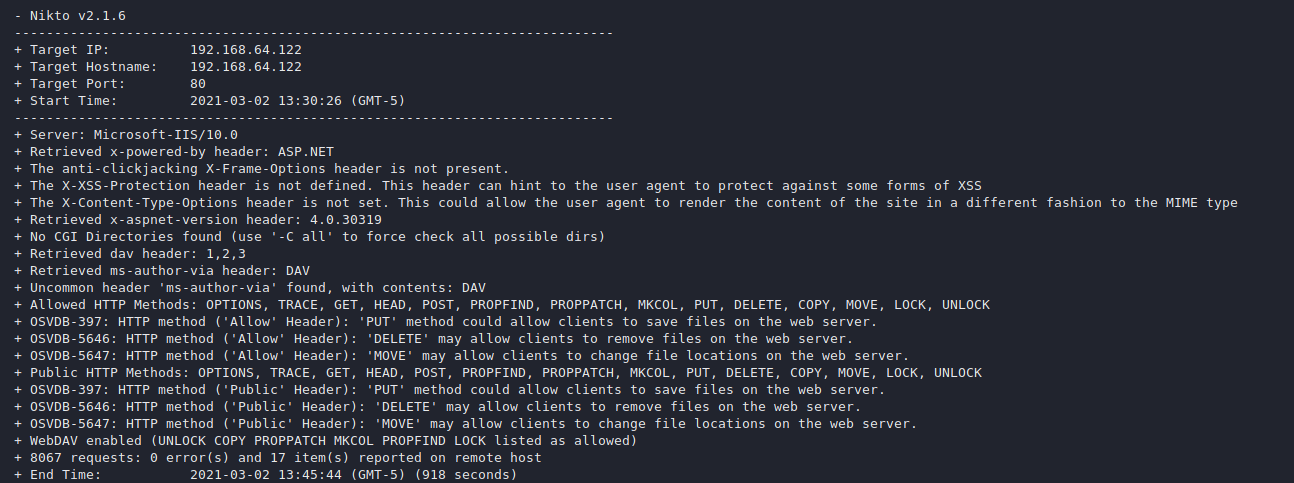 - Nikto v2.1.6
---------------------------------------------------------------------------
+ Target IP:          192.168.64.122
+ Target Hostname:    192.168.64.122
+ Target Port:        80
+ Start Time:         2021-03-02 13:30:26 (GMT-5)
---------------------------------------------------------------------------
+ Server: Microsoft-IIS/10.0
+ Retrieved x-powered-by header: ASP.NET
+ The anti-clickjacking X-Frame-Options header is not present.
+ The X-XSS-Protection header is not defined. This header can hint to the user agent to protect against some forms of XSS
+ The X-Content-Type-Options header is not set. This could allow the user agent to render the content of the site in a different fashion to the MIME type
+ Retrieved x-aspnet-version header: 4.0.30319
+ No CGI Directories found (use '-C all' to force check all possible dirs)
+ Retrieved dav header: 1,2,3
+ Retrieved ms-author-via header: DAV
+ Uncommon header 'ms-author-via' found, with contents: DAV
+ Allowed HTTP Methods: OPTIONS, TRACE, GET, HEAD, POST, PROPFIND, PROPPATCH, MKCOL, PUT, DELETE, COPY, MOVE, LOCK, UNLOCK
+ OSVDB-397: HTTP method ('Allow' Header): 'PUT' method could allow clients to save files on the web server.
+ OSVDB-5646: HTTP method ('Allow' Header): 'DELETE' may allow clients to remove files on the web server.
+ OSVDB-5647: HTTP method ('Allow' Header): 'MOVE' may allow clients to change file locations on the web server.
+ Public HTTP Methods: OPTIONS, TRACE, GET, HEAD, POST, PROPFIND, PROPPATCH, MKCOL, PUT, DELETE, COPY, MOVE, LOCK, UNLOCK
+ OSVDB-397: HTTP method ('Public' Header): 'PUT' method could allow clients to save files on the web server.
+ OSVDB-5646: HTTP method ('Public' Header): 'DELETE' may allow clients to remove files on the web server.
+ OSVDB-5647: HTTP method ('Public' Header): 'MOVE' may allow clients to change file locations on the web server.
+ WebDAV enabled (UNLOCK COPY PROPPATCH MKCOL PROPFIND LOCK listed as allowed)
+ 8067 requests: 0 error(s) and 17 item(s) reported on remote host
+ End Time:           2021-03-02 13:45:44 (GMT-5) (918 seconds)